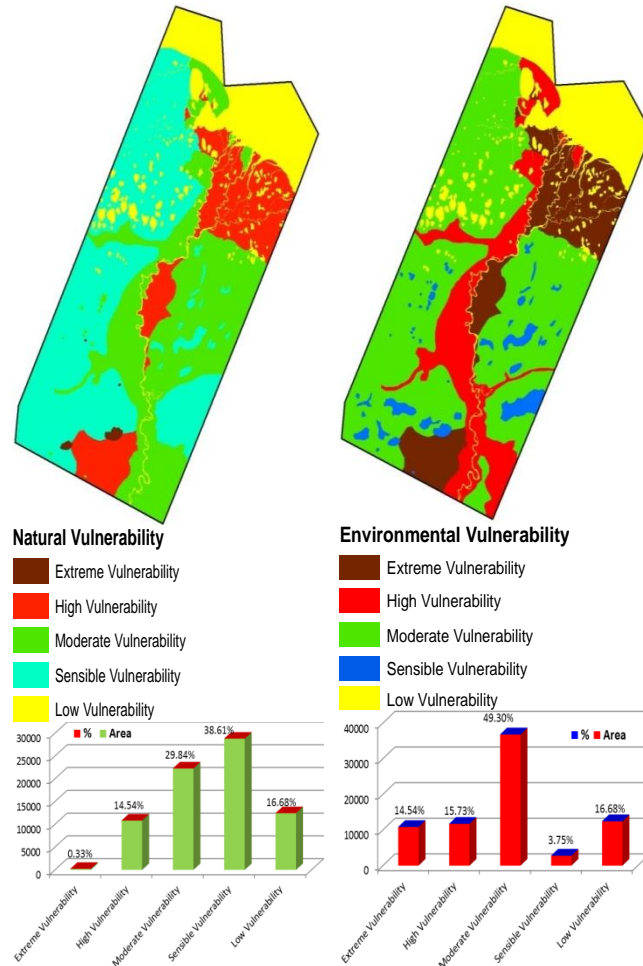 Natural Vulnerability
Extreme Vulnerability
High Vulnerability
Moderate Vulnerability
Sensible Vulnerability
Low Vulnerability
Environmental Vulnerability
Extreme Vulnerability
High Vulnerability
Moderate Vulnerability
Sensible Vulnerability
Low Vulnerability
% Area
30000
25000
20000
15000
10000
5000
0
0.33%
14.54%
29.84%
38.61%
16.68%
Extreme Vulnerability
High Vulnerability
Moderate Vulnerability
Sensible Vulnerability
Low Vulnerability
% Area
40000
30000
20000
10000
0
14.54%
15.73%
49.30%
3.75%
16.68%
Extreme Vulnerability
High Vulnerability
Moderate Vulnerability
Sensible Vulnerability
Low Vulnerability